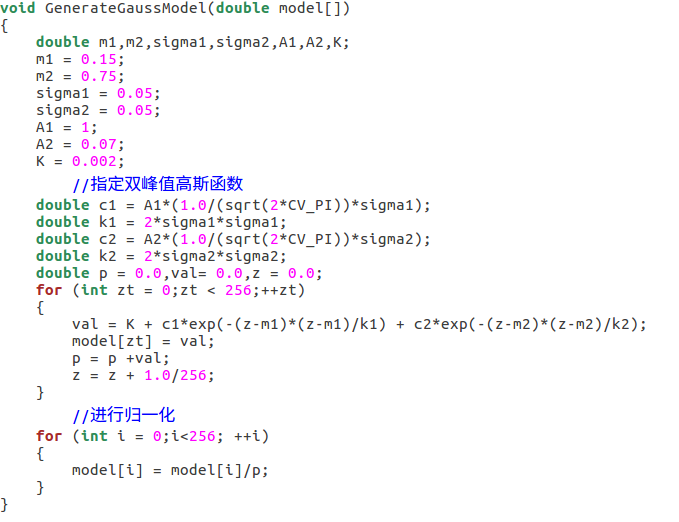 void GenerateGaussModel(double model[])
{
    double m1,m2,sigma1,sigma2,A1,A2,K;
    m1 = 0.15;
    m2 = 0.75;
    sigma1 = 0.05;
    sigma2 = 0.05;
    A1 = 1;
    A2 = 0.07;
    K = 0.002;
        //指定双峰值高斯函数
    double c1 = A1*(1.0/(sqrt(2*CV_PI))*sigma1);
    double k1 = 2*sigma1*sigma1;
    double c2 = A2*(1.0/(sqrt(2*CV_PI))*sigma2);
    double k2 = 2*sigma2*sigma2;
    double p = 0.0,val= 0.0,z = 0.0;
    for (int zt = 0;zt < 256;++zt)
    {
        val = K + c1*exp(-(z-m1)*(z-m1)/k1) + c2*exp(-(z-m2)*(z-m2)/k2);
        model[zt] = val;
        p = p +val;
        z = z + 1.0/256;
    }
        //进行归一化
    for (int i = 0;i<256; ++i)
    {
        model[i] = model[i]/p;
    }
}